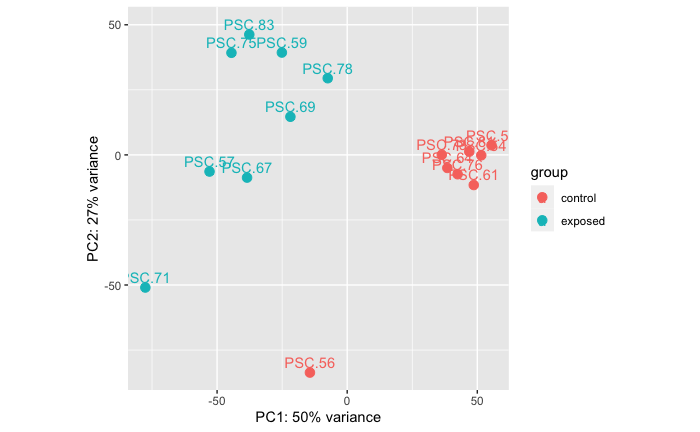 50
0
-50
PC2: 27% variance
PSC.83
PSC.75
PSC.59
PSC.78
PSC.69
PSC.57
PSC.67
PSC.71
PSC.56
PSC.64
PSC.76
PSC.61
-50
0
50
PC1: 50% variance
group
control
exposed